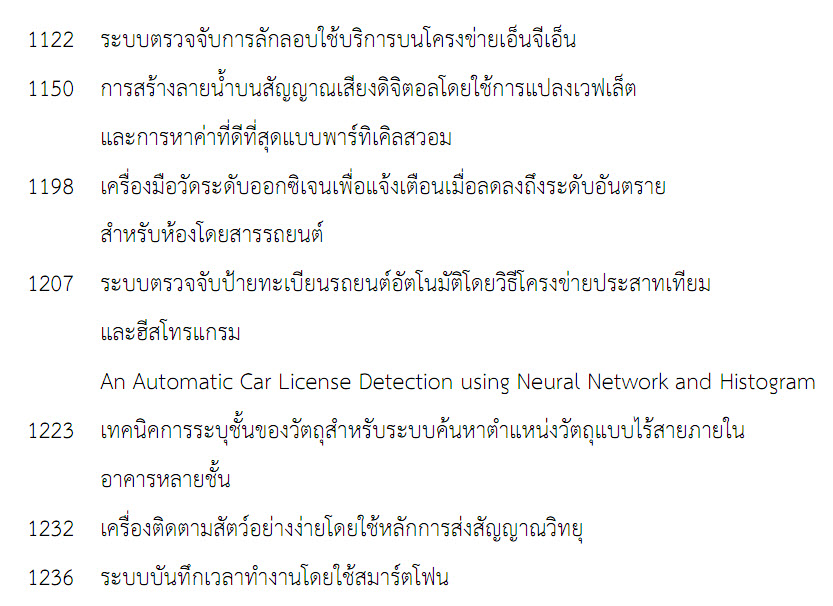 1122 ระบบตรวจจับการลักลอบใช้บริการบนโครงข่ายเอ็นจีเอ็น
1150 การสร้างลายน้ำบนสัญญาณเสียงดิจิตอลโดยใช้การแปลงเวฟเล็ต
และการหาค่าที่ดีที่สุดแบบพาร์ทิเคิลสวอม
1198 เครื่องมือวัดระดับออกซิเจนเพื่อแจ้งเตือนเมื่อลดลงถึงระดับอันตราย
สำหรับห้องโดยสารรถยนต์
1207 ระบบตรวจจับป้ายทะเบียนรถยนต์อัตโนมัติโดยวิธีโครงข่ายประสาทเทียม
และฮีสโทรแกรม
An Automatic Car License Detection using Neural Network and Histogram
1223 เทคนิคการระบุชั้นของวัตถุสำหรับระบบค้นหาตำแหน่งวัตถุแบบไร้สายภายใน
อาคารหลายชั้น
1232 เครื่องติดตามสัตว์อย่างง่ายโดยใช้หลักการส่งสัญญาณวิทยุ
1236 ระบบบันทึกเวลาทำงานโดยใช้สมาร์ตโฟน